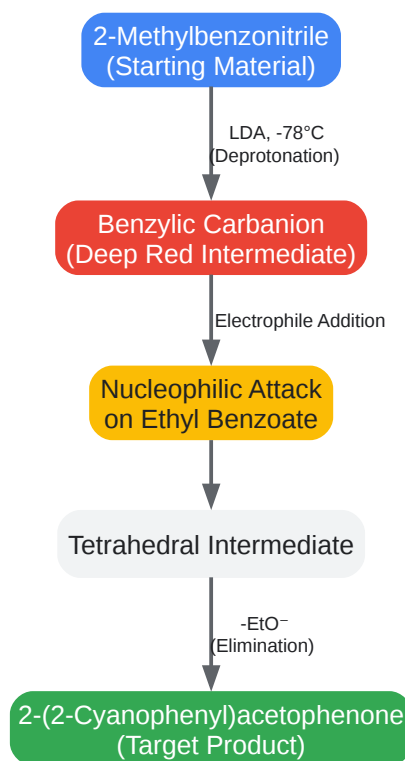 2-Methylbenzonitrile
(Starting Material)
LDA, -78°C
(Deprotonation)
Benzylic Carbanion
(Deep Red Intermediate)
Electrophile Addition
Nucleophilic Attack
on Ethyl Benzoate
Tetrahedral Intermediate
-EtO⁻
(Elimination)
2-(2-Cyanophenyl)acetophenone
(Target Product)